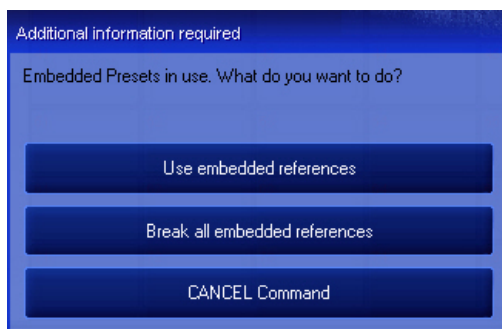 Additional information required
Embedded Presets in use. What do you want to do?
Use embedded references
Break all embedded references
CANCEL Command